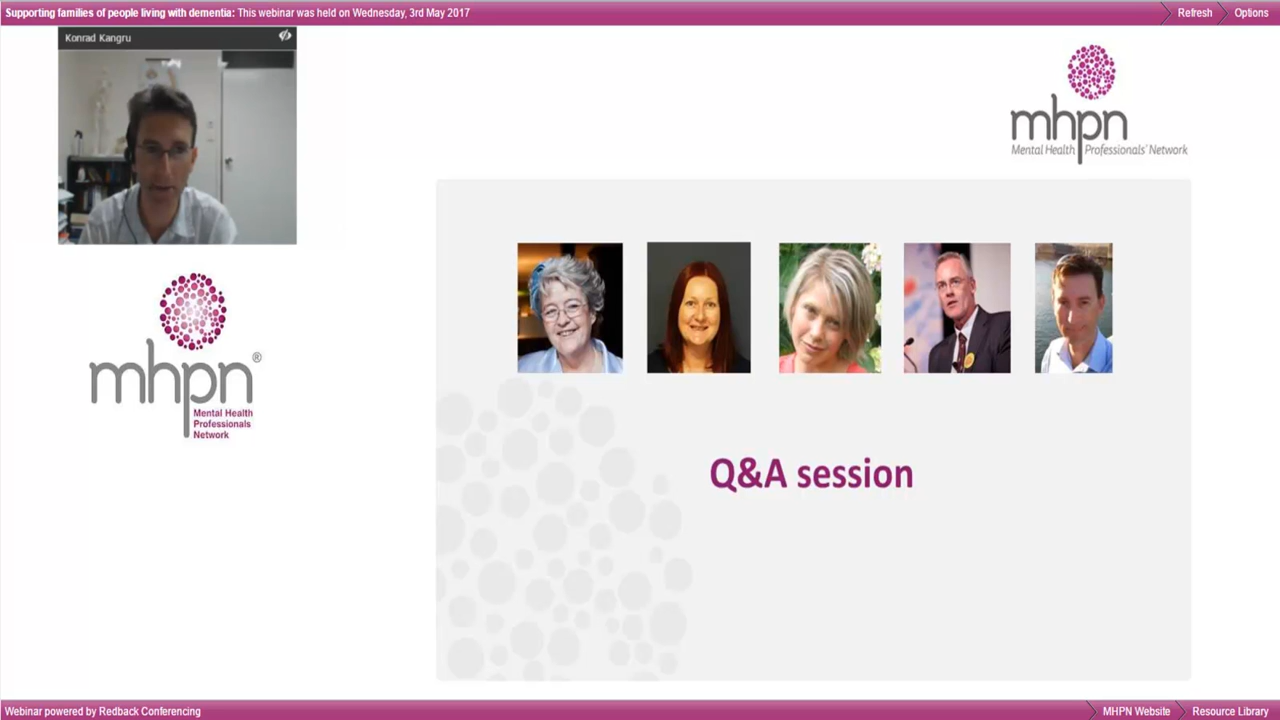 Supporting families of people living with dementia: This webinar was held on Wednesday, 3rd May 2017
Refresh
Options
Konrad Kangru
mhpn
Mental Health Professionals' Network
mhpn®
Mental Health
Professionals
Network
Q&A session
Webinar powered by Redback Conferencing
MHPN Website
Resource Library